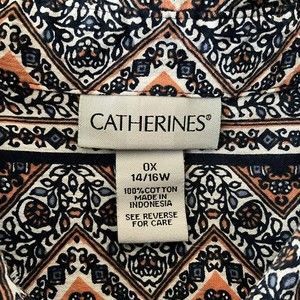 CATHERINES®
0X
14/16W
100% COTTON
MADE IN
INDONESIA
SEE REVERSE
FOR CARE